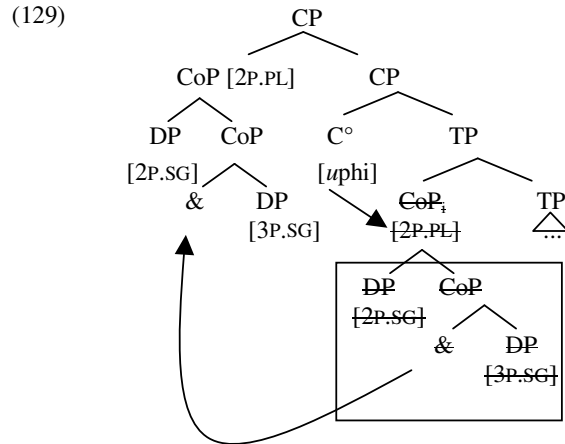 (129)
CP
CoP [2P.PL] CP
DP CoP C° TP
[2P.SG] [uphi] CoPᵢ TP
& DP [2P.PL] ...
[3P.SG]
DP CoP
[2P.SG]
& DP
[3P.SG]